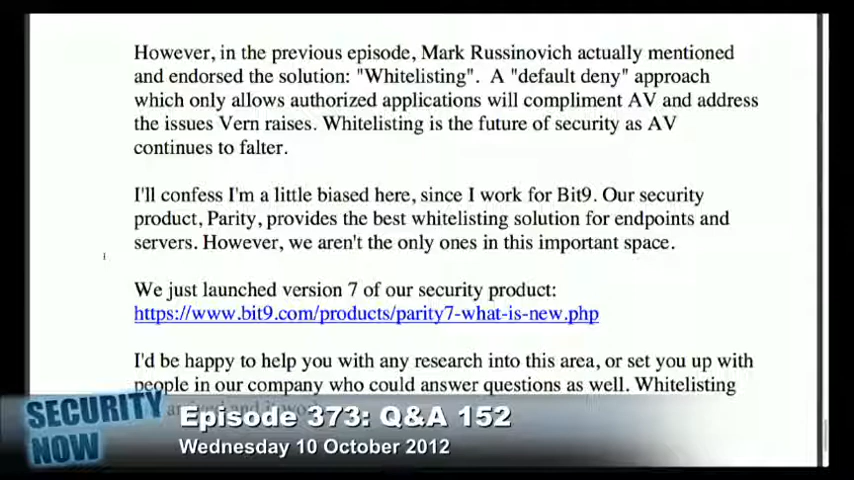 However, in the previous episode, Mark Russinovich actually mentioned
and endorsed the solution: "Whitelisting". A "default deny" approach
which only allows authorized applications will compliment AV and address
the issues Vern raises. Whitelisting is the future of security as AV
continues to falter.
I'll confess I'm a little biased here, since I work for Bit9. Our security
product, Parity, provides the best whitelisting solution for endpoints and
servers. However, we aren't the only ones in this important space.
We just launched version 7 of our security product:
https://www.bit9.com/products/parity7-what-is-new.php
I'd be happy to help you with any research into this area, or set you up with
people in our company who could answer questions as well. Whitelisting
SECURITY NOW
Episode 373: Q&A 152
Wednesday 10 October 2012